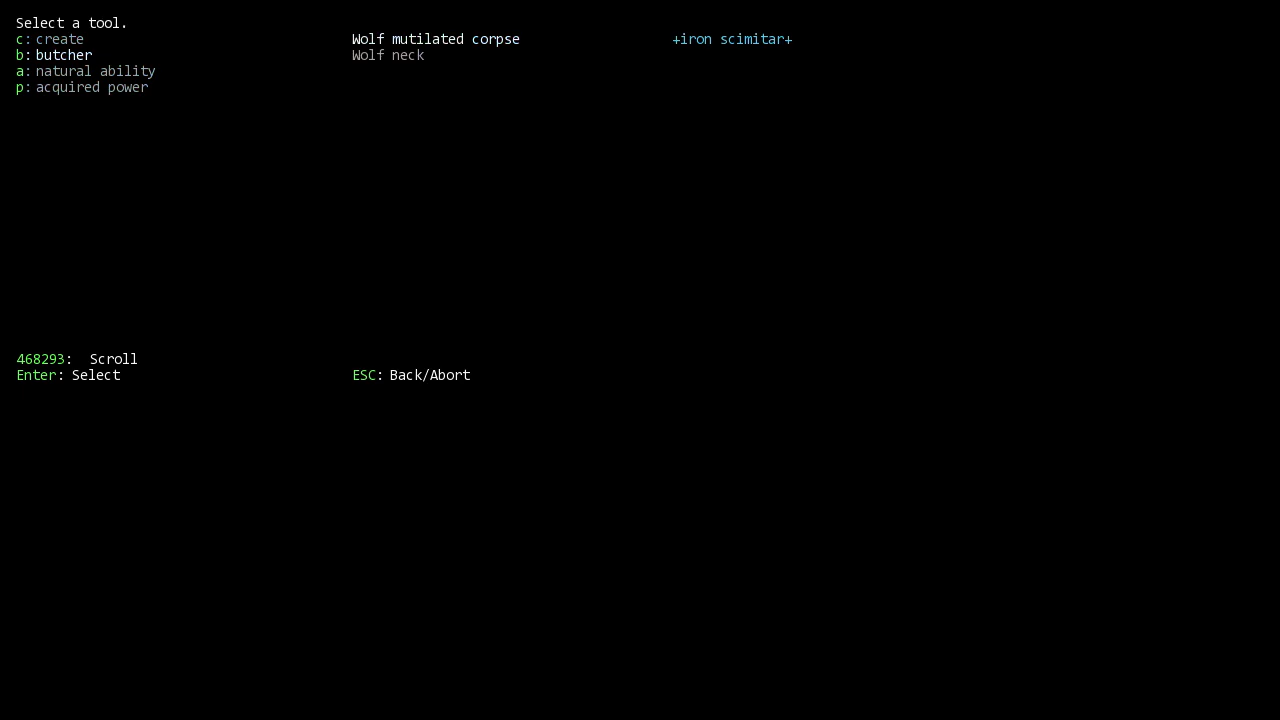 Select a tool.
c: create Wolf mutilated corpse +iron scimitar+
b: butcher Wolf neck
a: natural ability
p: acquired power
468293: Scroll
Enter: Select ESC: Back/Abort